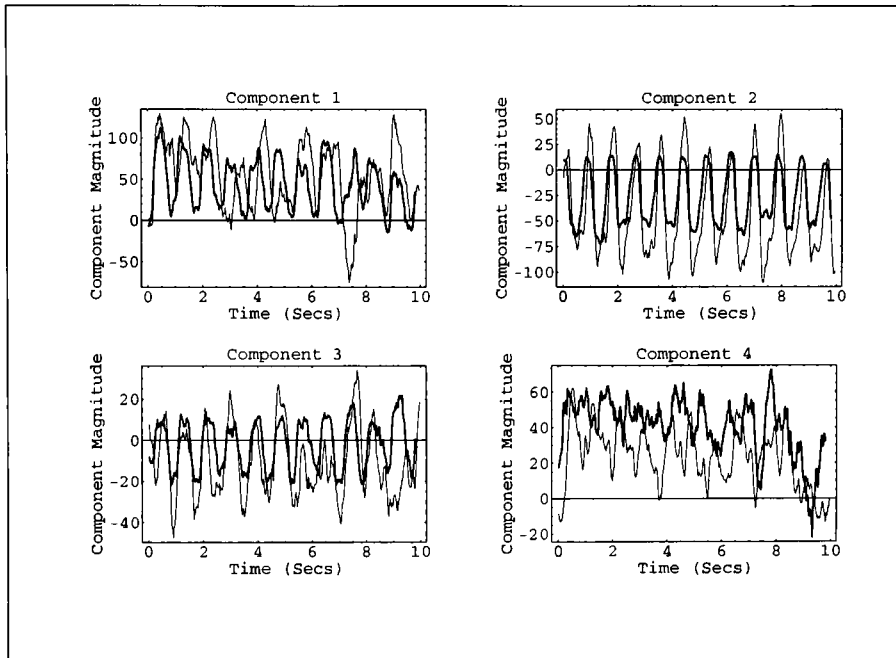 Component 1
Component Magnitude
100
50
0
-50
0 2 4 6 8 10
Time (Secs)
Component 2
Component Magnitude
50
25
0
-25
-50
-75
-100
0 2 4 6 8 10
Time (Secs)
Component 3
Component Magnitude
20
0
-20
-40
0 2 4 6 8 10
Time (Secs)
Component 4
Component Magnitude
60
40
20
0
-20
0 2 4 6 8 10
Time (Secs)